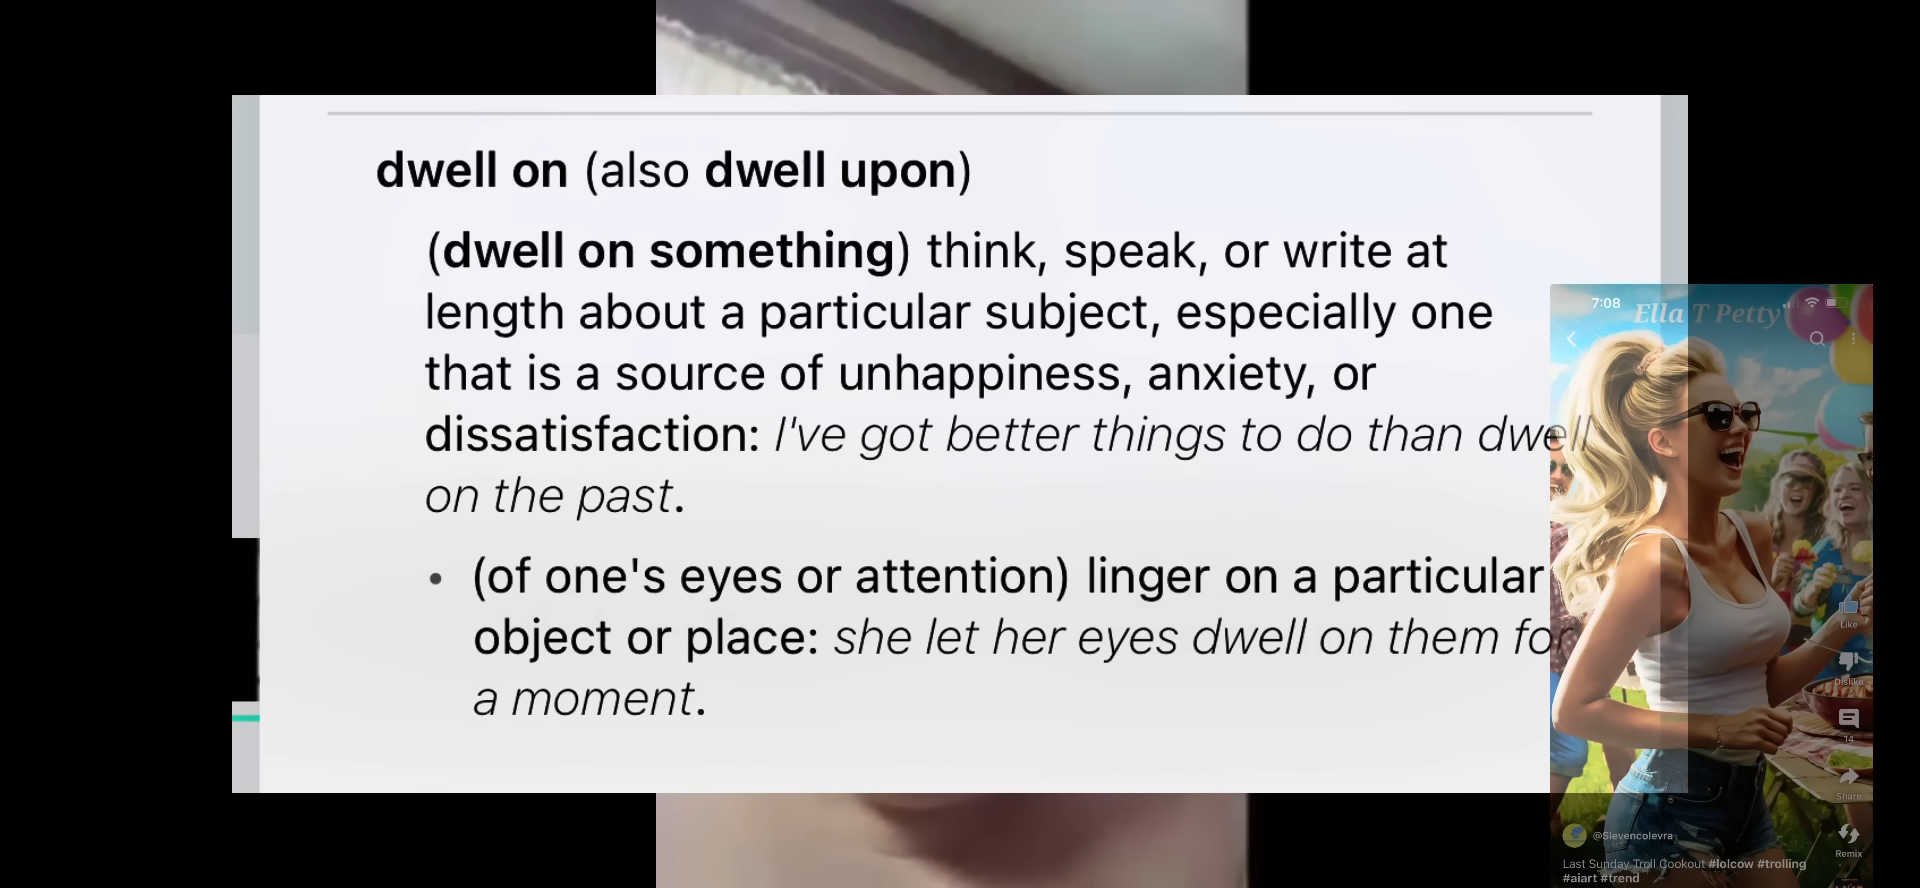 dwell on (also dwell upon)
(dwell on something) think, speak, or write at
length about a particular subject, especially one
that is a source of unhappiness, anxiety, or
dissatisfaction: I've got better things to do than dwell
on the past.
• (of one's eyes or attention) linger on a particular
object or place: she let her eyes dwell on them for
a moment.
7:08
Ella T Petty
Like
Dislike
14
Share
@Slevencolevra
Remix
Last Sunday Troll Cookout #lolcow #trolling
#aiart #trend